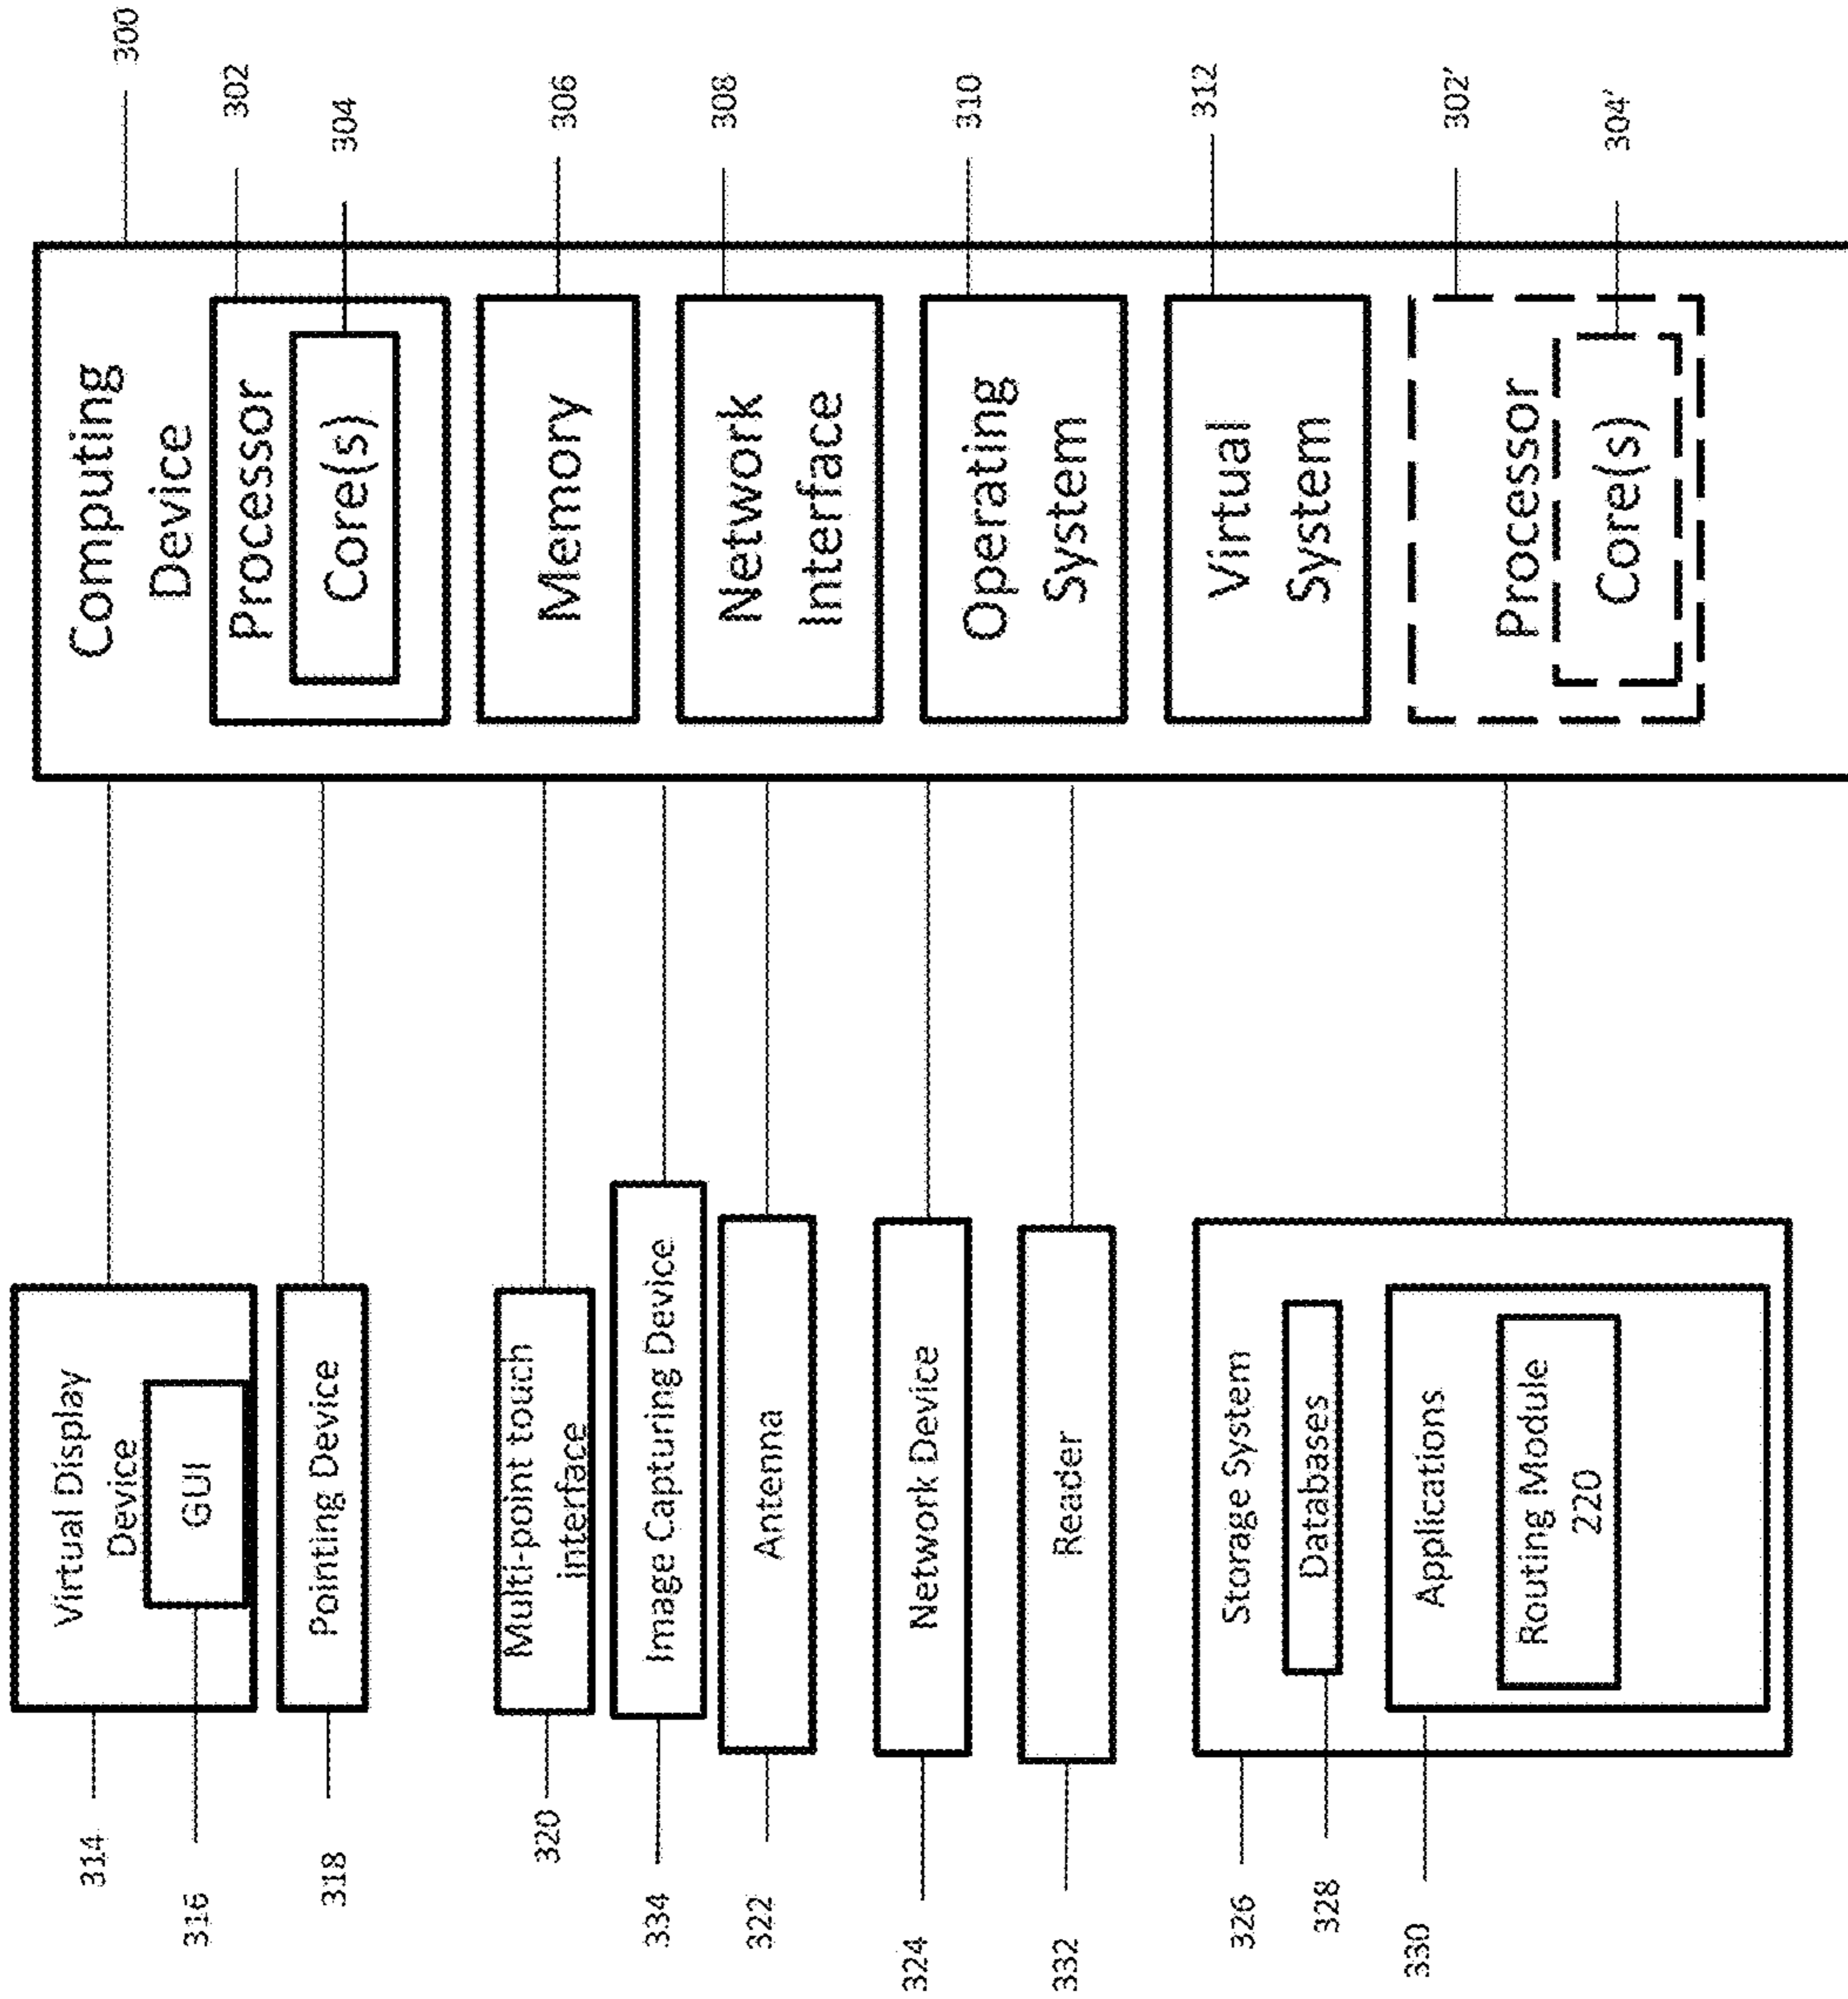 314
Virtual Display
Device
316
GUI
318
Pointing Device
320
Multi-point touch
interface
334
Image Capturing Device
322
Antenna
324
Network Device
332
Reader
326
Storage System
328
Databases
330
Applications
Routing Module
220
Computing
Device
300
Processor
302
Core(s)
304
Memory
306
Network
Interface
308
Operating
System
310
Virtual
System
312
Processor
302'
Core(s)
304'